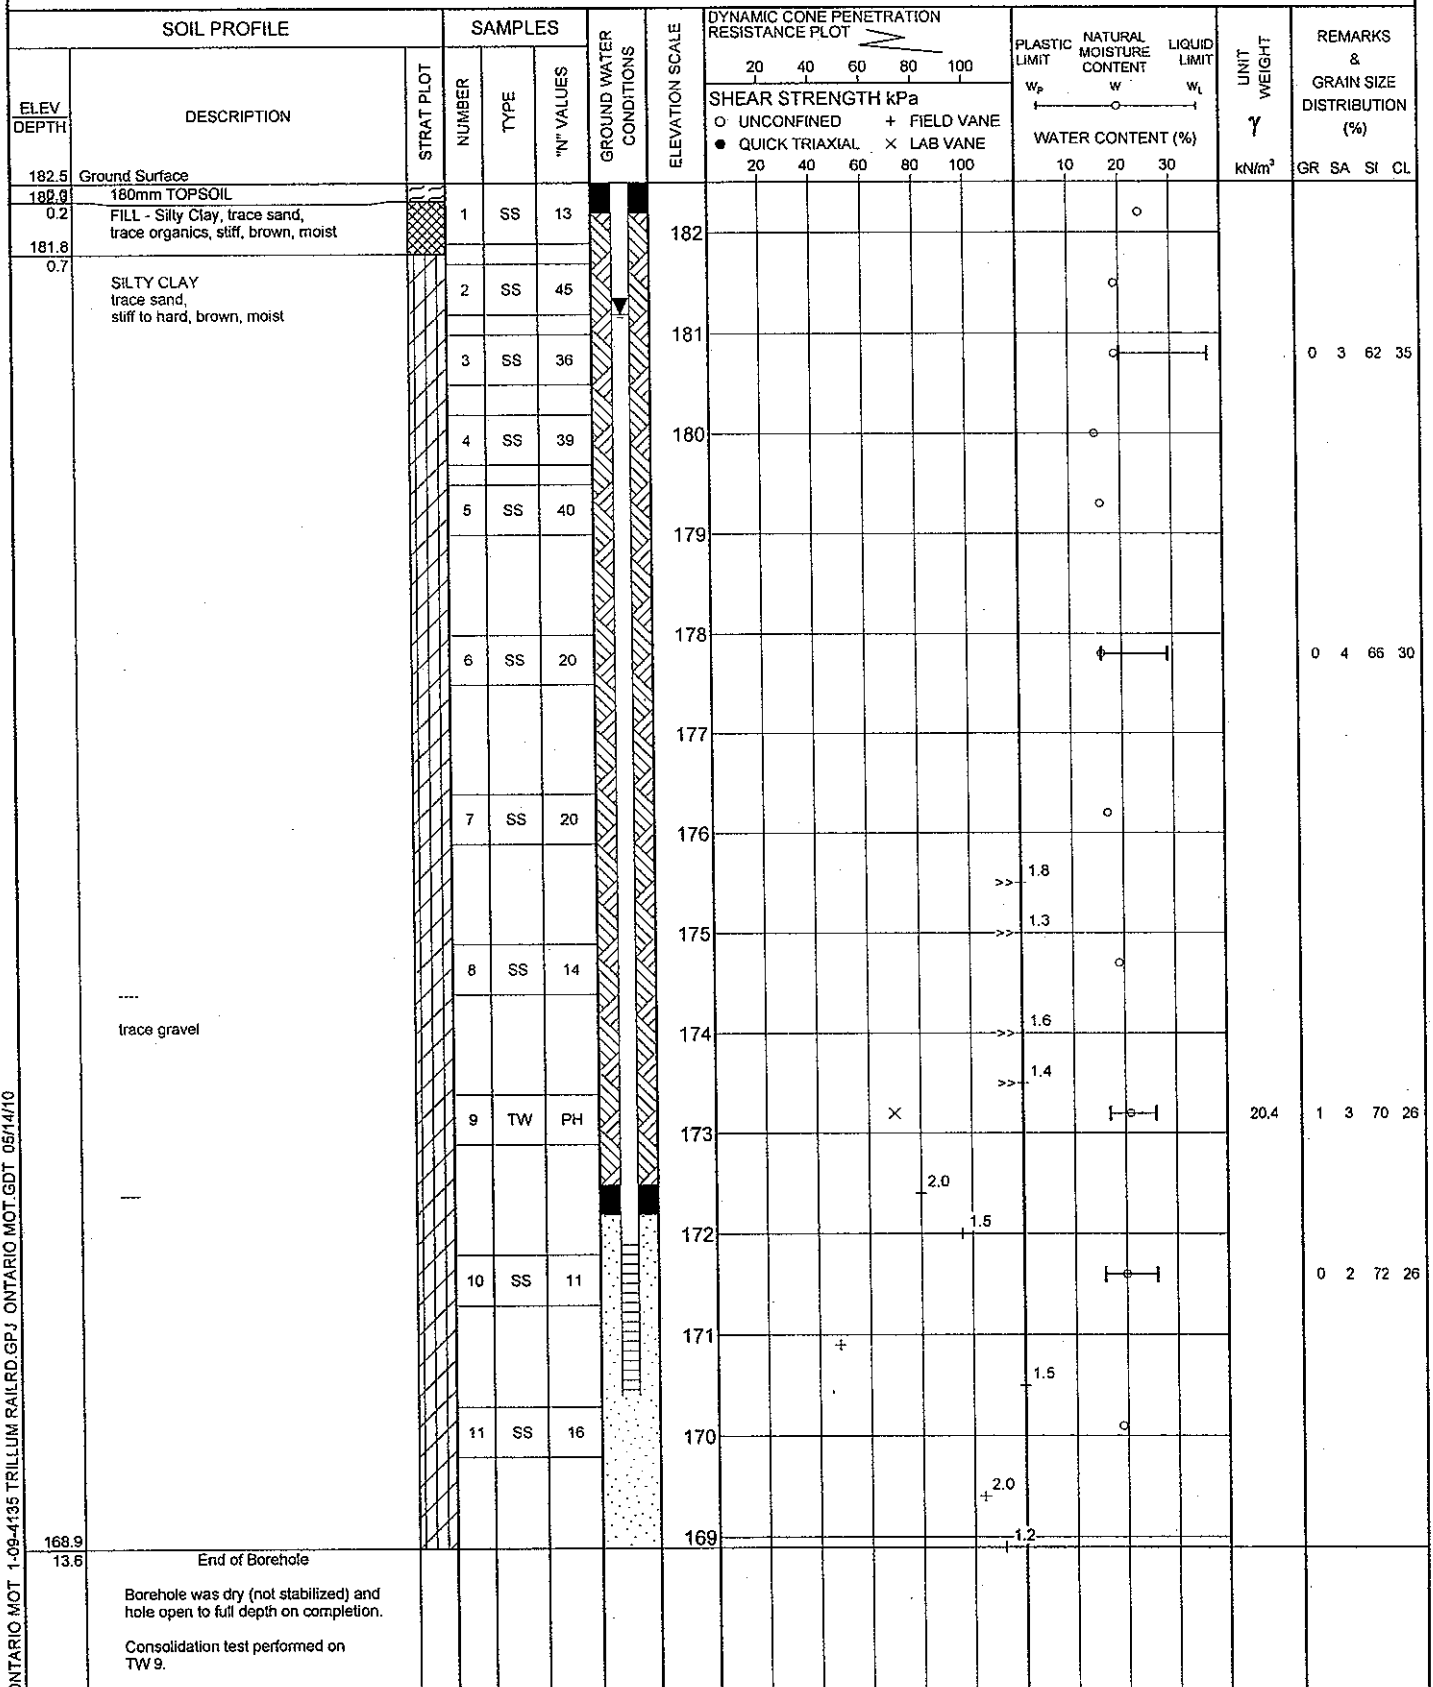 SOIL PROFILE
SAMPLES
GROUND WATER CONDITIONS
ELEVATION SCALE
DYNAMIC CONE PENETRATION
RESISTANCE PLOT
20 40 60 80 100
SHEAR STRENGTH kPa
O UNCONFINED + FIELD VANE
● QUICK TRIAXIAL × LAB VANE
20 40 60 80 100
PLASTIC LIMIT
NATURAL MOISTURE CONTENT
LIQUID LIMIT
WP W WL
WATER CONTENT (%)
10 20 30
UNIT WEIGHT
γ
kN/m³
REMARKS
&
GRAIN SIZE
DISTRIBUTION
(%)
GR SA SI CL
ELEV
DEPTH
DESCRIPTION
STRAT PLOT
NUMBER
TYPE
"N" VALUES
182.5 Ground Surface
180mm TOPSOIL
0.2 FILL - Silty Clay, trace sand,
trace organics, stiff, brown, moist
1 SS 13
182
181.8
0.7
SILTY CLAY
trace sand,
stiff to hard, brown, moist
2 SS 45
181
3 SS 36
0 3 62 35
4 SS 39
180
5 SS 40
179
178
6 SS 20
0 4 66 30
177
7 SS 20
176
>> 1.8
>> 1.3
175
8 SS 14
----
trace gravel
174
>> 1.6
>> 1.4
9 TW PH
20.4
1 3 70 26
173
----
2.0
1.5
172
10 SS 11
0 2 72 26
171
1.5
11 SS 16
170
2.0
169
1.2
168.9
13.6 End of Borehole
Borehole was dry (not stabilized) and
hole open to full depth on completion.
Consolidation test performed on
TW 9.
ONTARIO MOT 1-09-4135 TRILLUM RAILRD.GPJ ONTARIO MOT.GDT 05/14/10